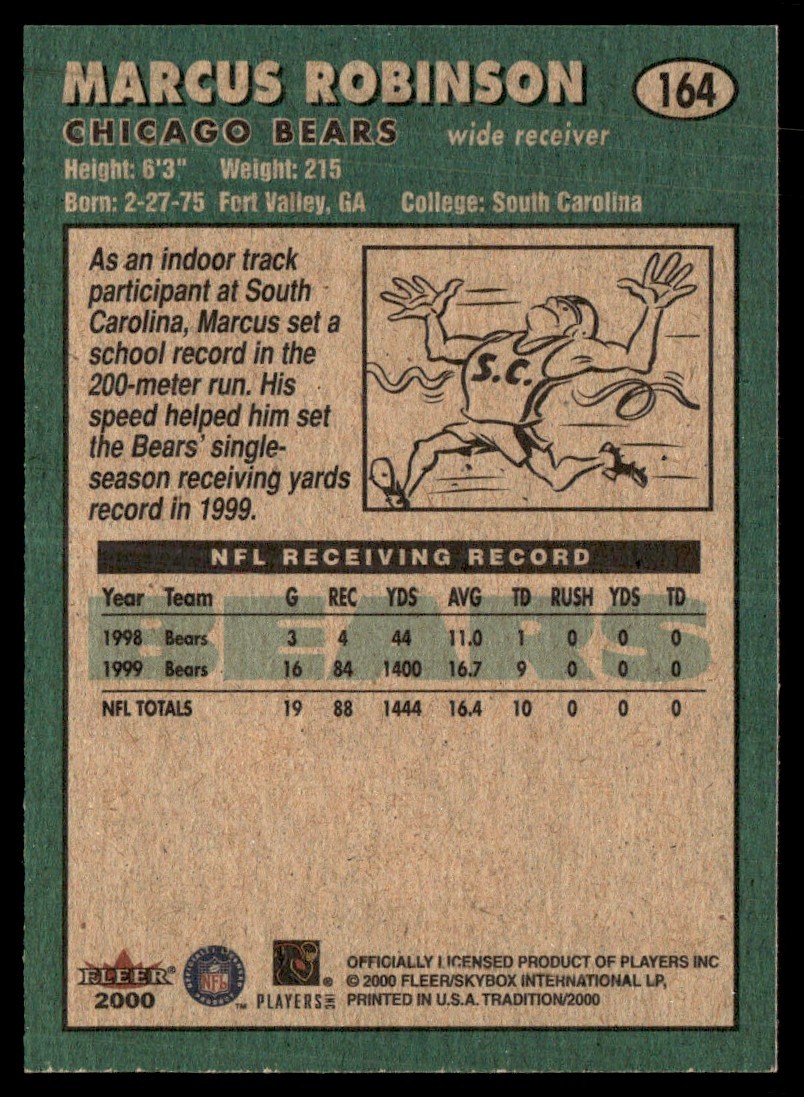 MARCUS ROBINSON 164
CHICAGO BEARS wide receiver
Height: 6'3" Weight: 215
Born: 2-27-75 Fort Valley, GA College: South Carolina
As an indoor track
participant at South
Carolina, Marcus set a
school record in the
200-meter run. His
speed helped him set
the Bears' single-
season receiving yards
record in 1999.
S.C.
NFL RECEIVING RECORD
BEARS
Year Team G REC YDS AVG TD RUSH YDS TD
1998 Bears 3 4 44 11.0 1 0 0 0
1999 Bears 16 84 1400 16.7 9 0 0 0
NFL TOTALS 19 88 1444 16.4 10 0 0 0
FLEER®
2000
NFL
™
PLAYERS INC
®
OFFICIALLY LICENSED PRODUCT OF PLAYERS INC
© 2000 FLEER/SKYBOX INTERNATIONAL LP,
PRINTED IN U.S.A. TRADITION/2000